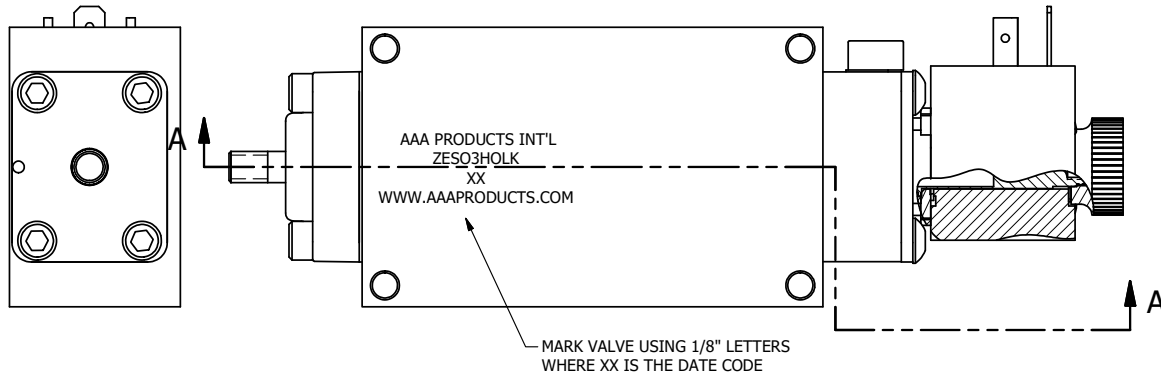 A
AAA PRODUCTS INT'L
ZESO3HOLK
XX
WWW.AAAPRODUCTS.COM
A
MARK VALVE USING 1/8" LETTERS
WHERE XX IS THE DATE CODE